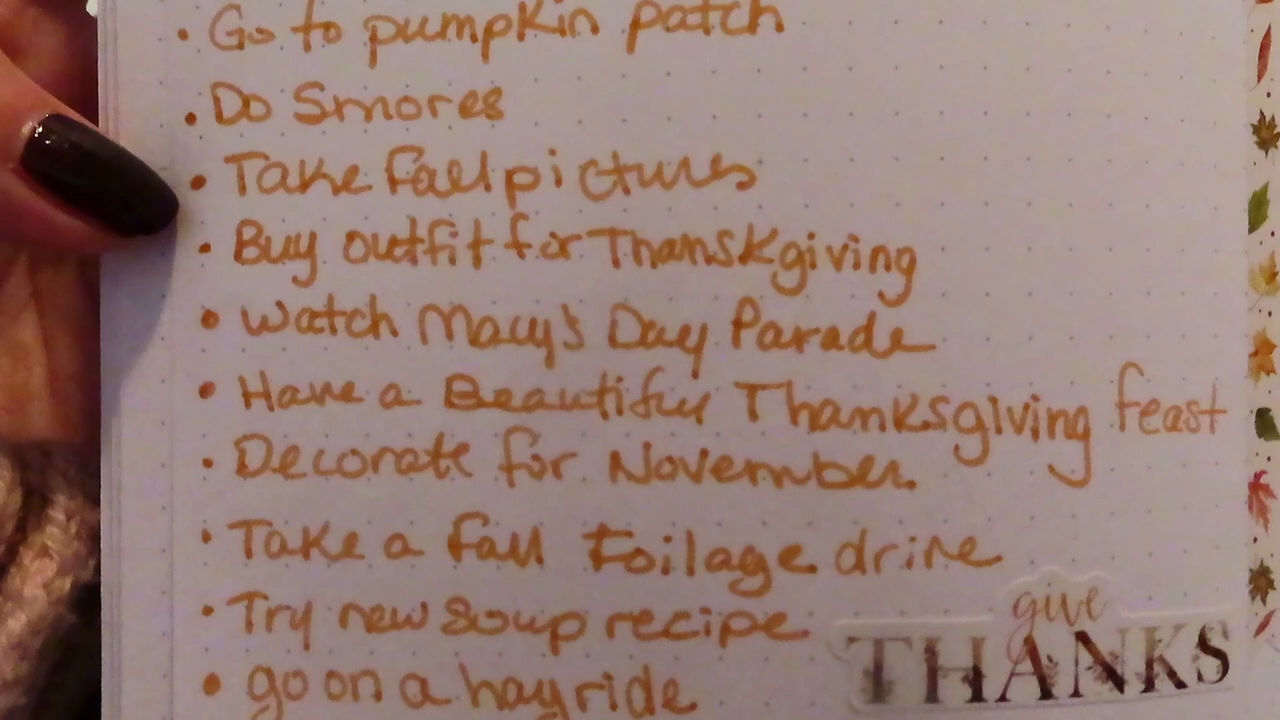 • Go to pumpkin patch
• Do Smores
• Take Fall pictures
• Buy outfit for Thanskgiving
• watch Macy's Day Parade
• Have a Beautiful Thanksgiving feast
• Decorate for November.
• Take a fall Foilage drive
• Try new soup recipe
• go on a hayride
give
THANKS